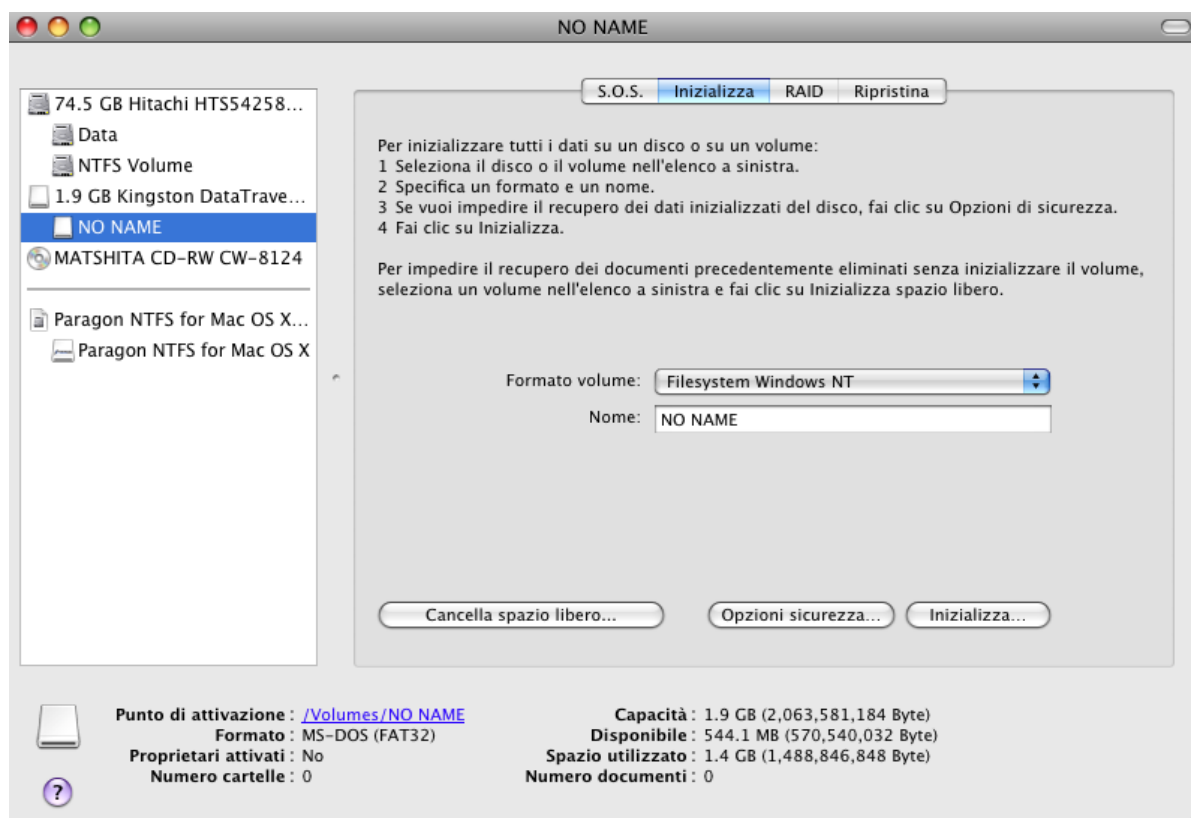 NO NAME
74.5 GB Hitachi HTS54258...
Data
NTFS Volume
1.9 GB Kingston DataTrave...
NO NAME
MATSHITA CD-RW CW-8124
Paragon NTFS for Mac OS X...
Paragon NTFS for Mac OS X
S.O.S. Inizializza RAID Ripristina
Per inizializzare tutti i dati su un disco o su un volume:
1 Seleziona il disco o il volume nell'elenco a sinistra.
2 Specifica un formato e un nome.
3 Se vuoi impedire il recupero dei dati inizializzati del disco, fai clic su Opzioni di sicurezza.
4 Fai clic su Inizializza.
Per impedire il recupero dei documenti precedentemente eliminati senza inizializzare il volume,
seleziona un volume nell'elenco a sinistra e fai clic su Inizializza spazio libero.
Formato volume: Filesystem Windows NT
Nome: NO NAME
Cancella spazio libero... Opzioni sicurezza... Inizializza...
Punto di attivazione : /Volumes/NO NAME
Formato : MS-DOS (FAT32)
Proprietari attivati : No
Numero cartelle : 0
Capacità : 1.9 GB (2,063,581,184 Byte)
Disponibile : 544.1 MB (570,540,032 Byte)
Spazio utilizzato : 1.4 GB (1,488,846,848 Byte)
Numero documenti : 0
?